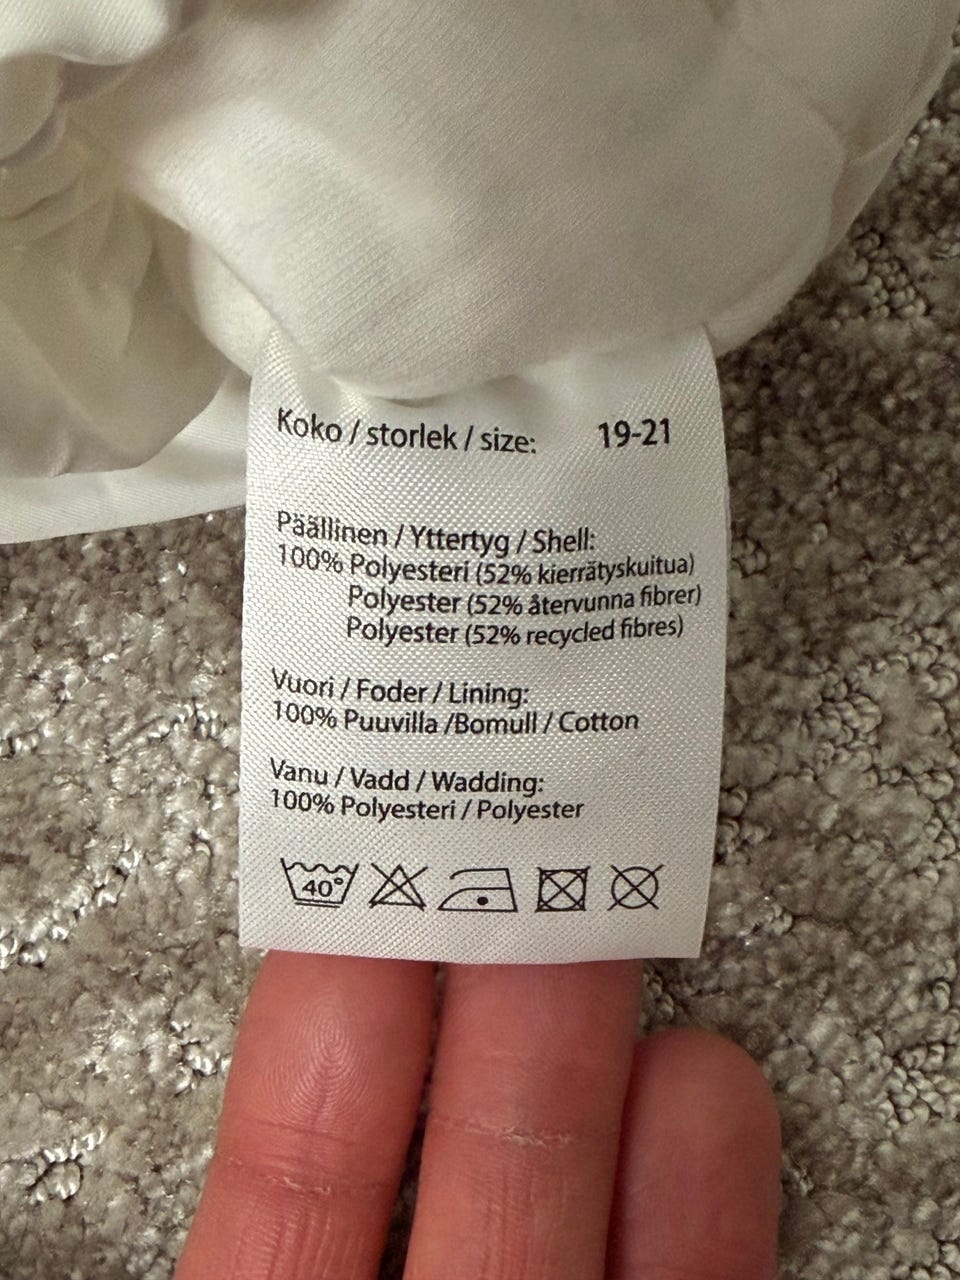 Koko / storlek / size: 19-21
Päällinen / Yttertyg / Shell:
100% Polyesteri (52% kierrätyskuitua)
Polyester (52% återvunna fibrer)
Polyester (52% recycled fibres)
Vuori / Foder / Lining:
100% Puuvilla /Bomull / Cotton
Vanu / Vadd / Wadding:
100% Polyesteri / Polyester
40°